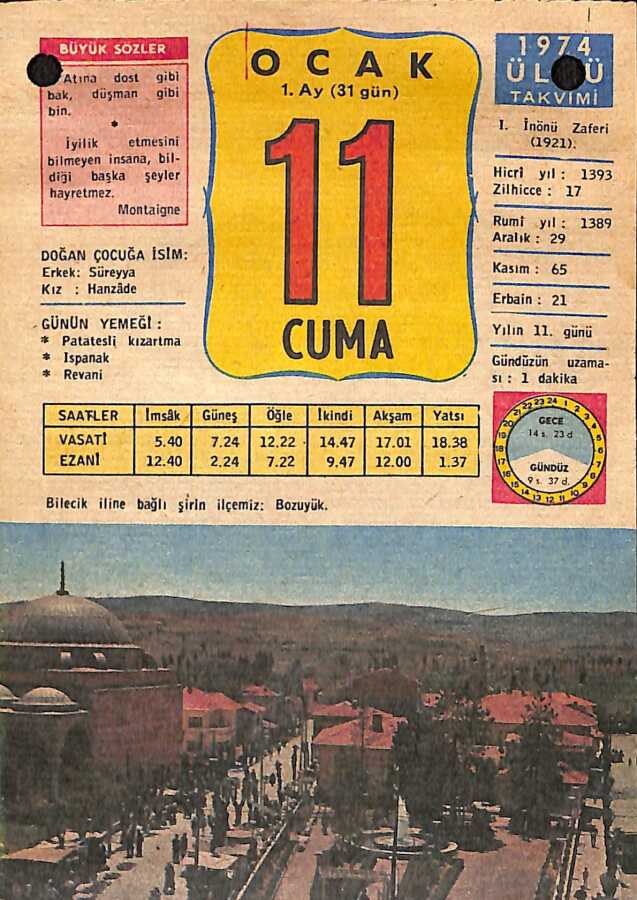 BÜYÜK SÖZLER
Atına dost gibi
bak, düşman gibi
bin.
*
İyilik etmesini
bilmeyen insana, bil-
diği başka şeyler
hayretmez.
Montaigne
DOĞAN ÇOCUĞA İSİM:
Erkek: Süreyya
Kız : Hanzâde
GÜNÜN YEMEĞİ :
* Patatesli kızartma
* Ispanak
* Revani
OCAK
1. Ay (31 gün)
11
CUMA
1974
TAKVİMİ
I. İnönü Zaferi
(1921).
Hicrî yıl : 1393
Zilhicce : 17
Rumî yıl : 1389
Aralık : 29
Kasım : 65
Erbain : 21
Yılın 11. günü
Gündüzün uzama-
sı : 1 dakika
SAATLER İmsâk Güneş Öğle İkindi Akşam Yatsı
VASATİ 5.40 7.24 12.22 14.47 17.01 18.38
EZANİ 12.40 2.24 7.22 9.47 12.00 1.37
GECE
14 s. 23 d
GÜNDÜZ
9 s. 37 d.
Bilecik iline bağlı şirin ilçemiz: Bozuyük.